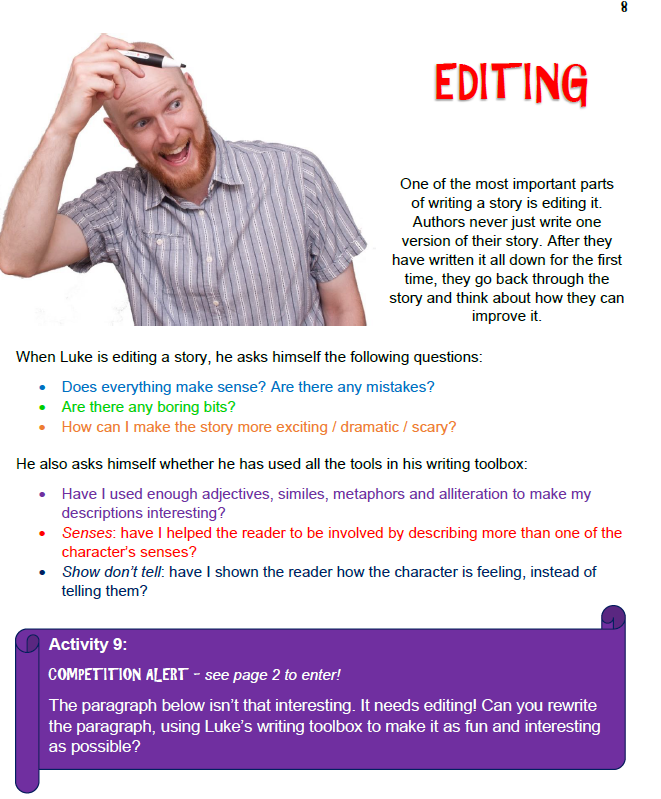 8
EDITING
One of the most important parts
of writing a story is editing it.
Authors never just write one
version of their story. After they
have written it all down for the first
time, they go back through the
story and think about how they can
improve it.
When Luke is editing a story, he asks himself the following questions:
• Does everything make sense? Are there any mistakes?
• Are there any boring bits?
• How can I make the story more exciting / dramatic / scary?
He also asks himself whether he has used all the tools in his writing toolbox:
• Have I used enough adjectives, similes, metaphors and alliteration to make my
descriptions interesting?
• Senses: have I helped the reader to be involved by describing more than one of the
character's senses?
• Show don't tell: have I shown the reader how the character is feeling, instead of
telling them?
Activity 9:
COMPETITION ALERT – see page 2 to enter!
The paragraph below isn't that interesting. It needs editing! Can you rewrite
the paragraph, using Luke's writing toolbox to make it as fun and interesting
as possible?